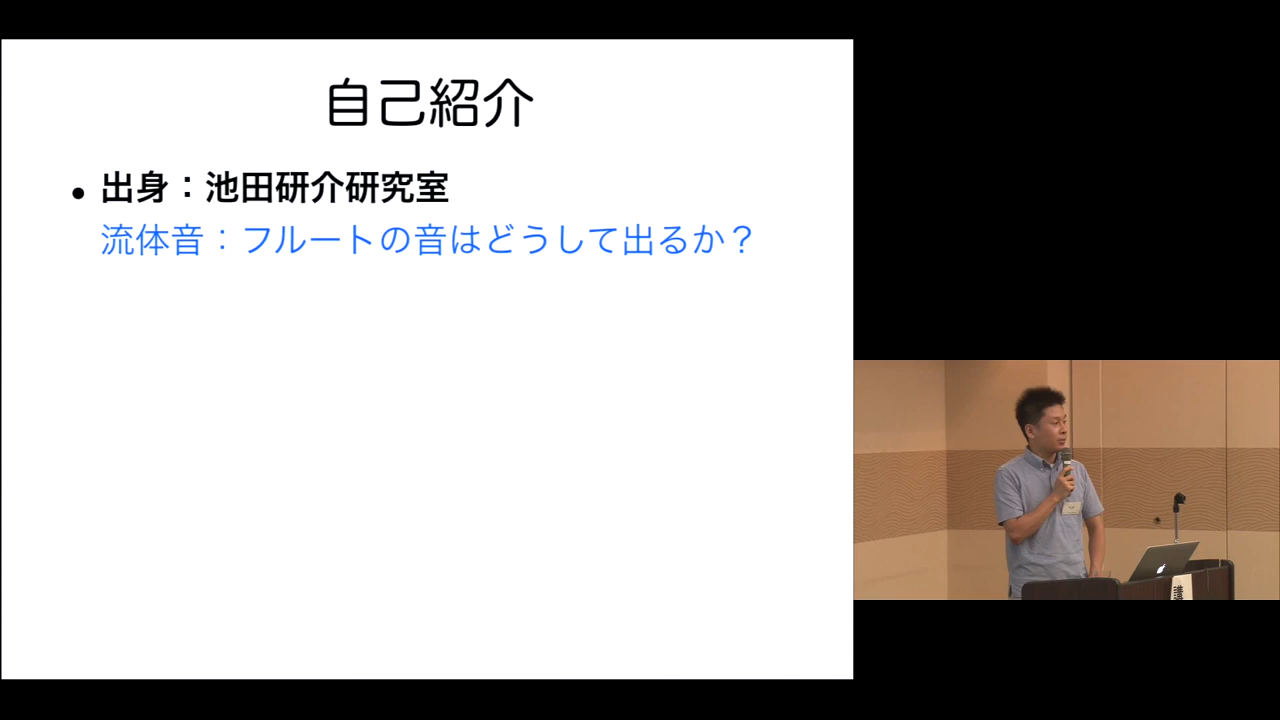 自己紹介
• 出身：池田研介研究室
流体音：フルートの音はどうして出るか？
講